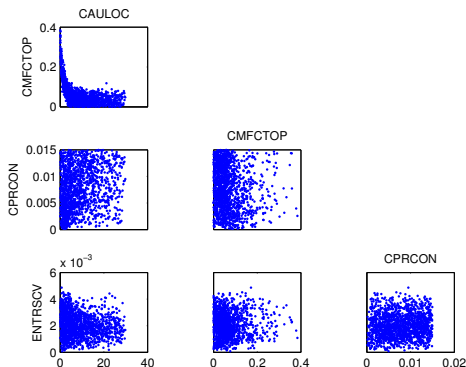 CAULOC
0.4
0.2
0
CMFCTOP
CMFCTOP
0.015
0.01
0.005
0
CPRCON
CPRCON
x 10⁻³
6
4
2
0
ENTRSCV
0 20 40
0 0.2 0.4
0 0.01 0.02